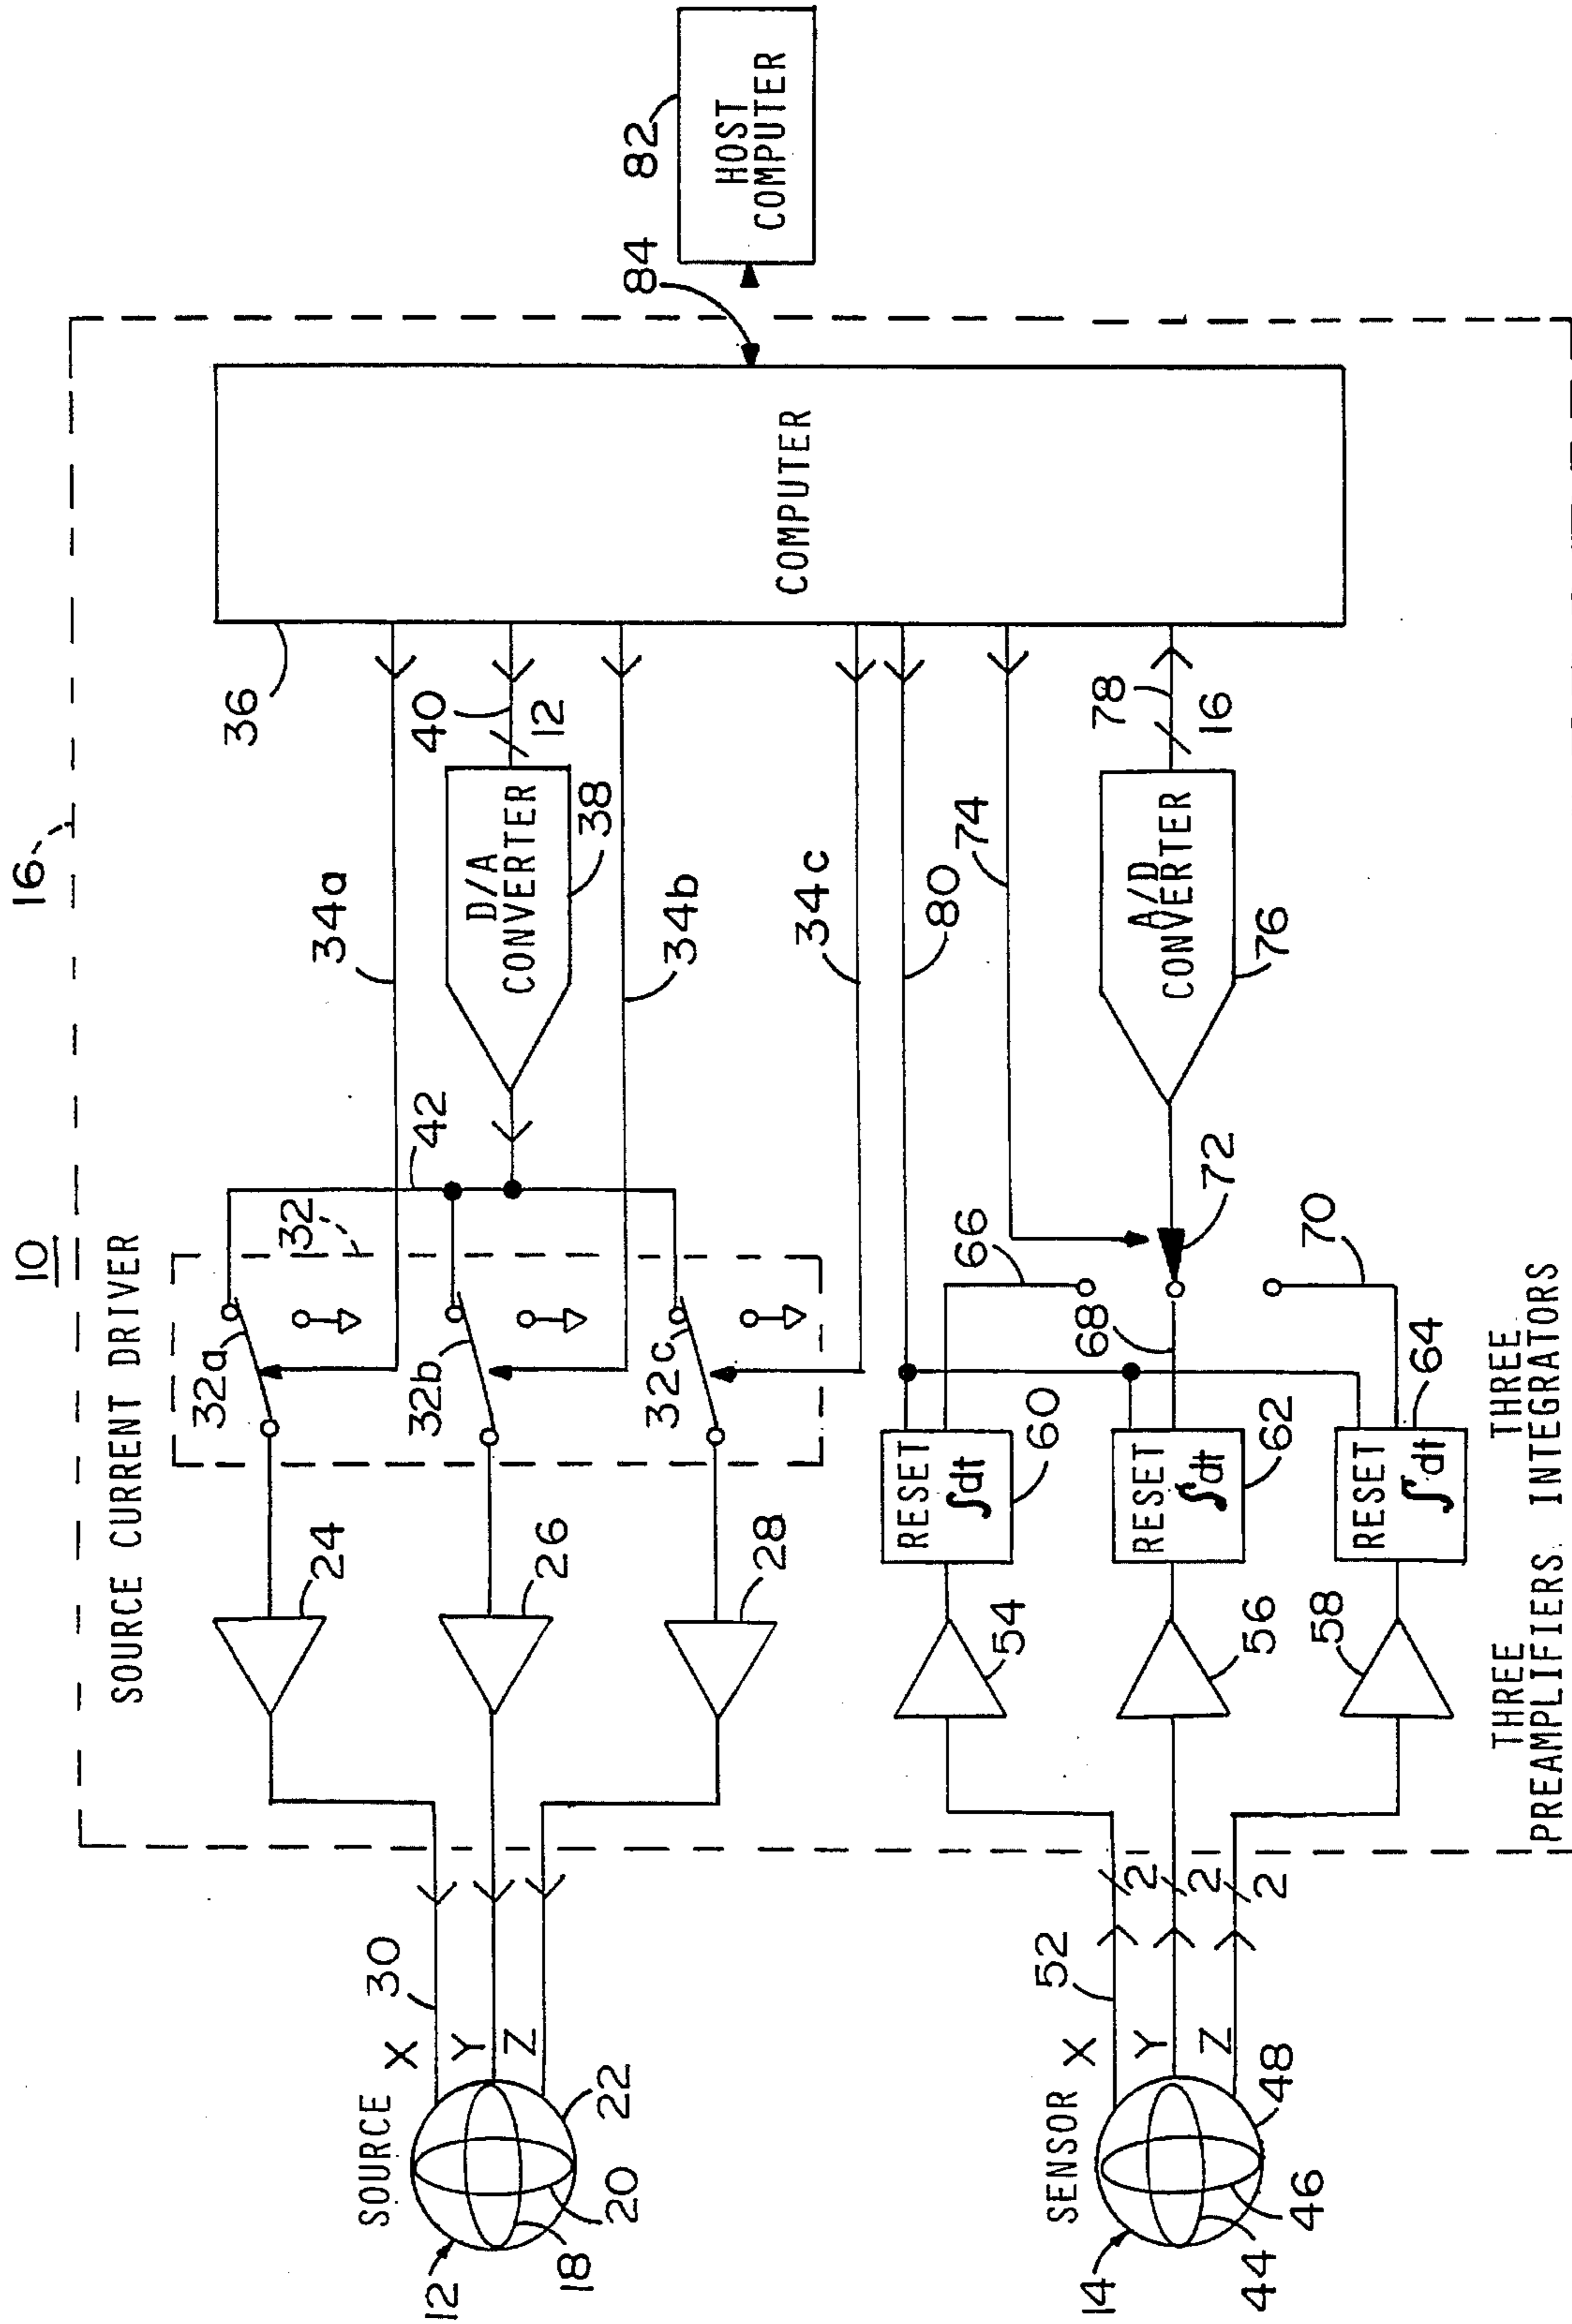 10
16
SOURCE CURRENT DRIVER
SOURCE
X
Y
Z
12
18
20
22
30
24
26
28
32
32a
32b
32c
42
34a
34b
34c
D/A
CONVERTER
38
40
12
36
COMPUTER
84
82
HOST
COMPUTER
SENSOR
X
Y
Z
14
44
46
48
52
2
2
2
54
56
58
RESET
∫dt
60
RESET
∫dt
62
RESET
∫dt
64
66
68
70
72
74
80
A/D
CONVERTER
76
78
16
THREE
PREAMPLIFIERS.
THREE
INTEGRATORS